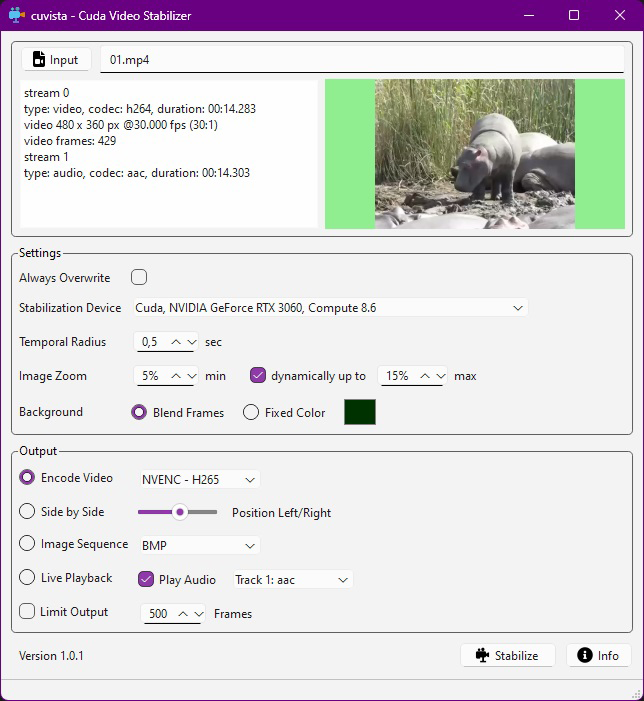 cuvista - Cuda Video Stabilizer
Input 01.mp4
stream 0
type: video, codec: h264, duration: 00:14.283
video 480 x 360 px @30.000 fps (30:1)
video frames: 429
stream 1
type: audio, codec: aac, duration: 00:14.303
Settings
Always Overwrite
Stabilization Device Cuda, NVIDIA GeForce RTX 3060, Compute 8.6
Temporal Radius 0,5 sec
Image Zoom 5% min dynamically up to 15% max
Background Blend Frames Fixed Color
Output
Encode Video NVENC - H265
Side by Side Position Left/Right
Image Sequence BMP
Live Playback Play Audio Track 1: aac
Limit Output 500 Frames
Version 1.0.1 Stabilize Info